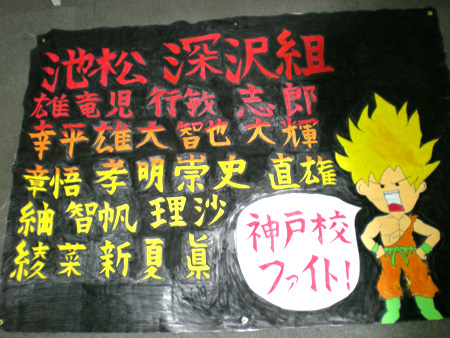 池松 深沢組
雄竜児 行敏 志郎
幸平雄大智也 大輝
章悟 孝明崇史 直雄
紬 智帆 理沙
綾菜 新夏 眞
神戸校
ファイト!